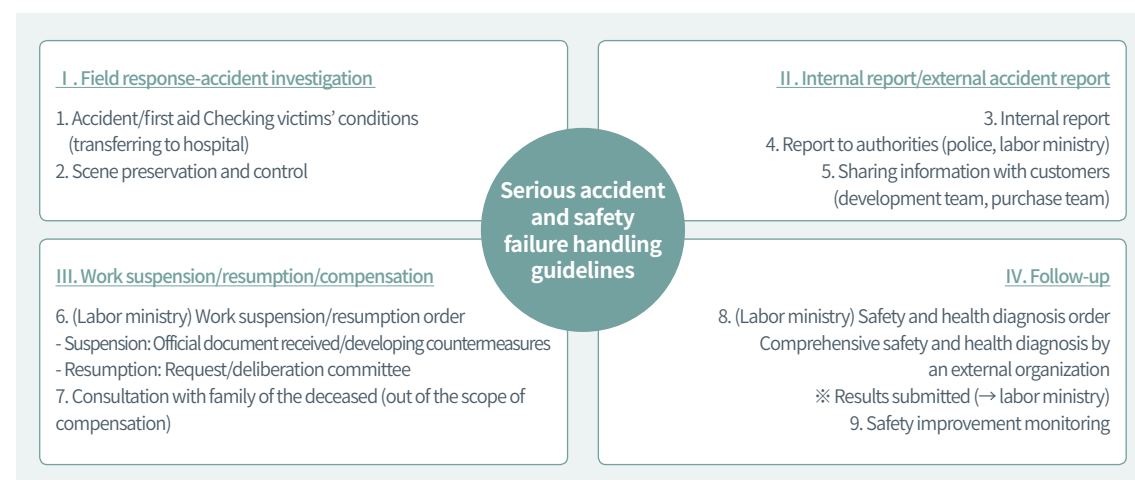 Ⅰ. Field response-accident investigation
1. Accident/first aid Checking victims' conditions
(transferring to hospital)
2. Scene preservation and control
Ⅱ. Internal report/external accident report
3. Internal report
4. Report to authorities (police, labor ministry)
5. Sharing information with customers
(development team, purchase team)
Serious accident
and safety
failure handling
guidelines
Ⅲ. Work suspension/resumption/compensation
6. (Labor ministry) Work suspension/resumption order
- Suspension: Official document received/developing countermeasures
- Resumption: Request/deliberation committee
7. Consultation with family of the deceased (out of the scope of
compensation)
Ⅳ. Follow-up
8. (Labor ministry) Safety and health diagnosis order
Comprehensive safety and health diagnosis by
an external organization
※ Results submitted (→ labor ministry)
9. Safety improvement monitoring